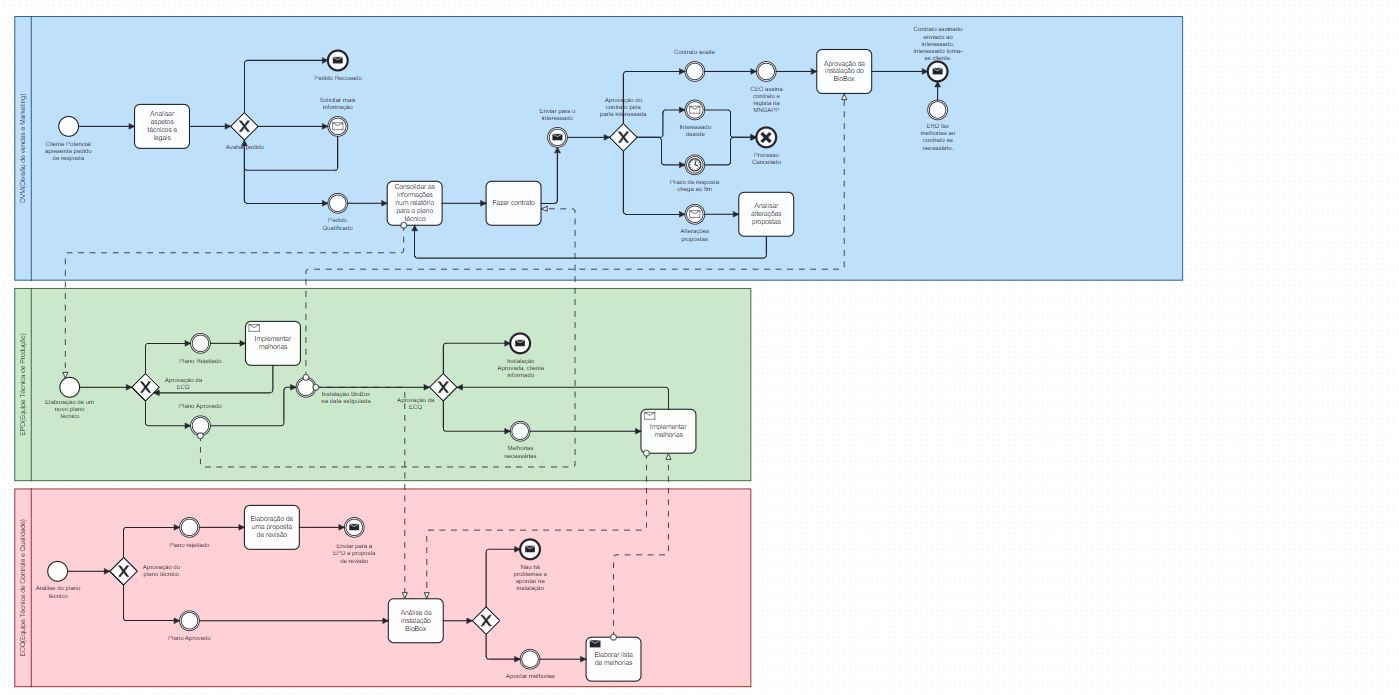 DVM(Divisão de vendas e Marketing)
Cliente Potencial
apresenta pedido
de resposta
Analisar
aspetos
técnicos e
legais
Avaliar pedido
Pedido Recusado
Solicitar mais
informação
Pedido
Qualificado
Consolidar as
informações
num relatório
para o plano
técnico
Fazer contrato
Enviar para o
interessado
Aprovação do
contrato pela
parte interessada
Contrato aceite
CEO assina
contrato e
regista na
MNGAPP
Interessado
desiste
Processo
Cancelado
Prazo de resposta
chega ao fim
Alterações
propostas
Analisar
alterações
propostas
Aprovação da
instalação do
BioBox
Contrato assinado
enviado ao
interessado,
interessado torna-
se cliente.
ERD faz
melhorias ao
contrato se
necessário.
EPD(Equipe Técnica de Produção)
Elaboração de um
novo plano
técnico
Aprovação da
ECQ
Plano Rejeitado
Implementar
melhorias
Plano Aprovado
Instalação BioBox
na data estipulada
Aprovação da
ECQ
Instalação
Aprovada, cliente
informado
Melhorias
necessárias
Implementar
melhorias
ECQ(Equipe Técnica de Controle e Qualidade)
Análise do plano
técnico
Aprovação do
plano técnico
Plano rejeitado
Elaboração de
uma proposta
de revisão
Enviar para a
EPD a proposta
de revisão
Plano Aprovado
Análise da
instalação
BioBox
Não há
problemas a
apontar na
instalação
Apontar melhorias
Elaborar lista
de melhorias